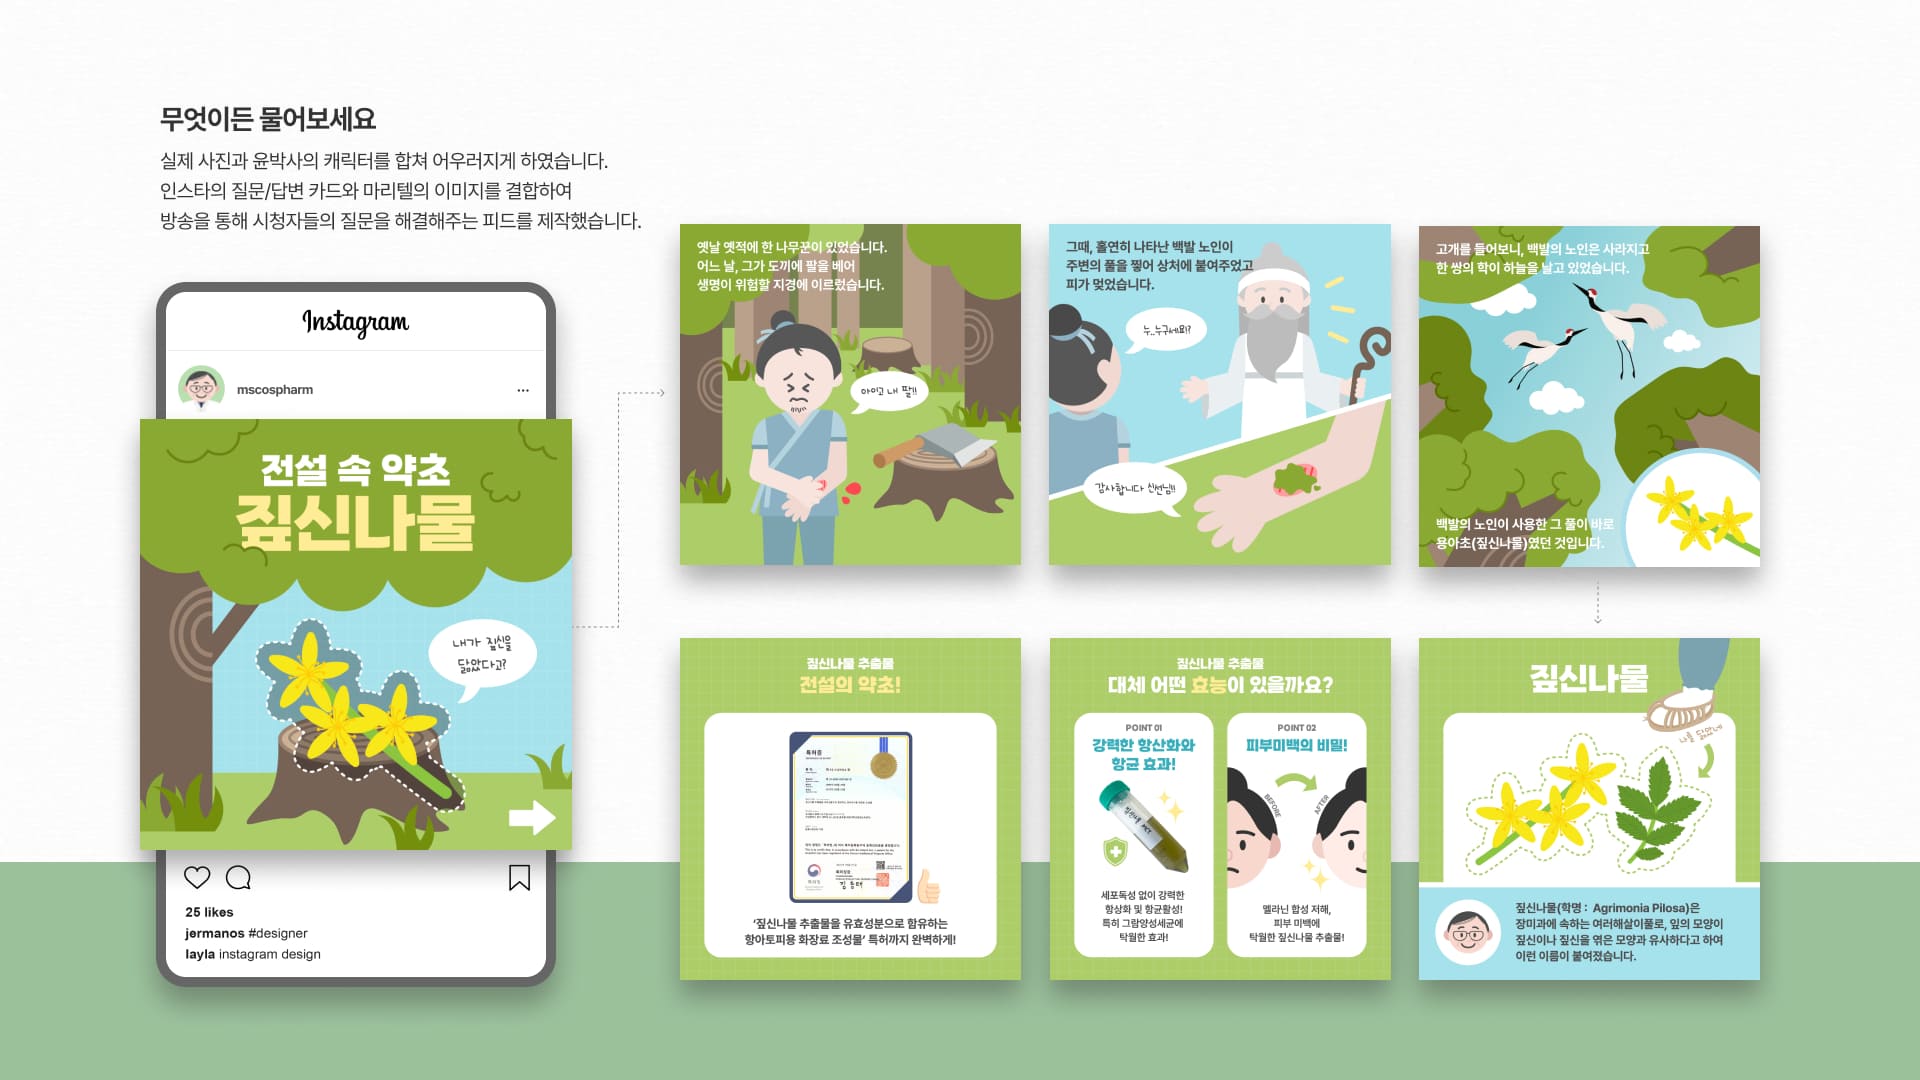 무엇이든 물어보세요
실제 사진과 윤박사의 캐릭터를 합쳐 어우러지게 하였습니다.
인스타의 질문/답변 카드와 마리텔의 이미지를 결합하여
방송을 통해 시청자들의 질문을 해결해주는 피드를 제작했습니다.
Instagram
mscospharm
전설 속 약초
짚신나물
내가 짚신을
닮았다고?
25 likes
jermanos #designer
layla instagram design
옛날 옛적에 한 나무꾼이 있었습니다.
어느 날, 그가 도끼에 팔을 베어
생명이 위험할 지경에 이르렀습니다.
아이고 내 팔!!
그때, 홀연히 나타난 백발 노인이
주변의 풀을 찧어 상처에 붙여주었고
피가 멎었습니다.
누..누구세요?
감사합니다 신선님!!
고개를 들어보니, 백발의 노인은 사라지고
한 쌍의 학이 하늘을 날고 있었습니다.
백발의 노인이 사용한 그 풀이 바로
용아초(짚신나물)였던 것입니다.
짚신나물
나를 닮았네
짚신나물(학명 : Agrimonia Pilosa)은
장미과에 속하는 여러해살이풀로, 잎의 모양이
짚신이나 짚신을 엮은 모양과 유사하다고 하여
이런 이름이 붙여졌습니다.
짚신나물 추출물
대체 어떤 효능이 있을까요?
POINT 01
강력한 항산화와
항균 효과!
세포독성 없이 강력한
항상화 및 항균활성!
특히 그람양성세균에
탁월한 효과!
POINT 02
피부미백의 비밀!
BEFORE
AFTER
멜라닌 합성 저해,
피부 미백에
탁월한 짚신나물 추출물!
짚신나물 추출물
전설의 약초!
특허증
특허청
‘짚신나물 추출물을 유효성분으로 함유하는
항아토피용 화장료 조성물’ 특허까지 완벽하게!